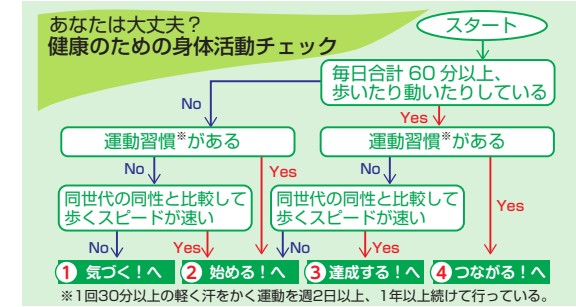 あなたは大丈夫？
健康のための身体活動チェック
スタート
毎日合計 60 分以上、
歩いたり動いたりしている
No
Yes
運動習慣※がある
運動習慣※がある
No
Yes
No
Yes
同世代の同性と比較して
歩くスピードが速い
同世代の同性と比較して
歩くスピードが速い
No
Yes
No
Yes
1 気づく！へ
2 始める！へ
3 達成する！へ
4 つながる！へ
※1回30分以上の軽く汗をかく運動を週2日以上、1年以上続けて行っている。